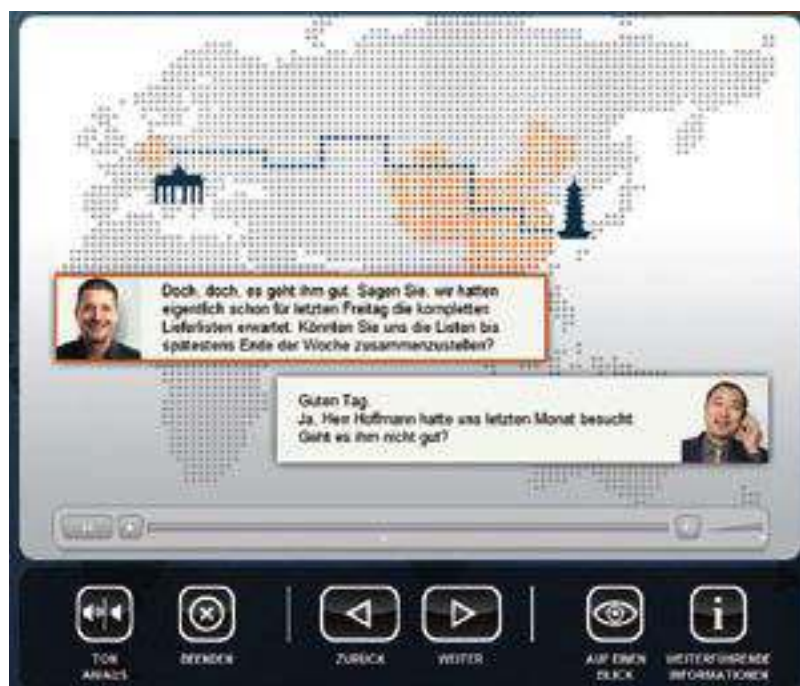 Doch, doch, es geht ihm gut. Sagen Sie, wir hatten
eigentlich schon für letzten Freitag die kompletten
Lieferlisten erwartet. Könnten Sie uns die Listen bis
spätestens Ende der Woche zusammenzustellen?
Guten Tag.
Ja, Herr Hoffmann hatte uns letzten Monat besucht.
Geht es ihm nicht gut?
TON
AN/AUS
BEENDEN
ZURÜCK
WEITER
AUF EINEN
BLICK
WEITERFÜHRENDE
INFORMATIONEN